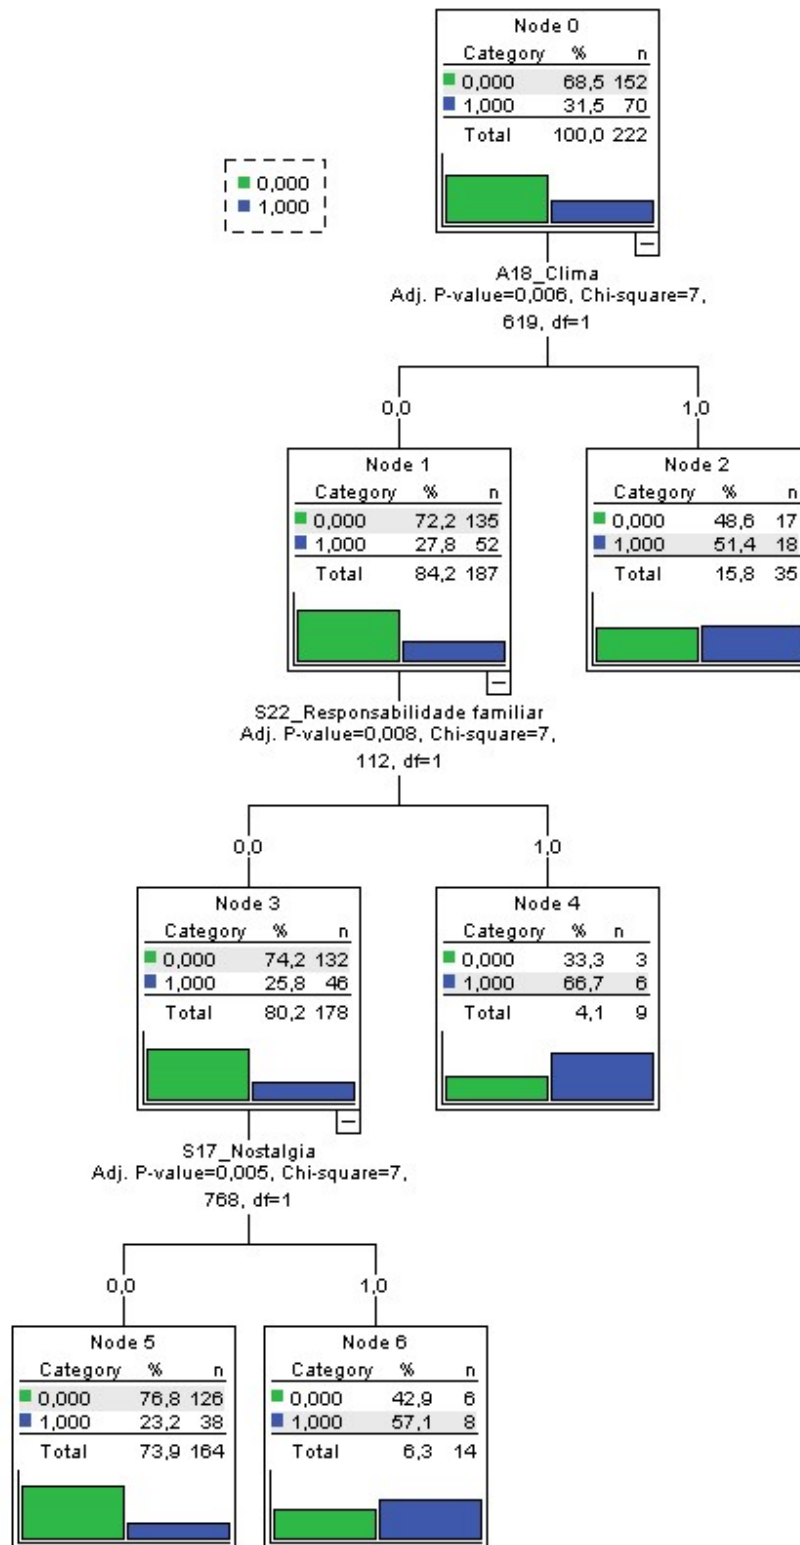 Node 0
Category % n
0,000 68,5 152
1,000 31,5 70
Total 100,0 222
0,000
1,000
A18_Clima
Adj. P-value=0,006, Chi-square=7,
619, df=1
0,0
1,0
Node 1
Category % n
0,000 72,2 135
1,000 27,8 52
Total 84,2 187
Node 2
Category % n
0,000 48,6 17
1,000 51,4 18
Total 15,8 35
S22_Responsabilidade familiar
Adj. P-value=0,008, Chi-square=7,
112, df=1
0,0
1,0
Node 3
Category % n
0,000 74,2 132
1,000 25,8 46
Total 80,2 178
Node 4
Category % n
0,000 33,3 3
1,000 66,7 6
Total 4,1 9
S17_Nostalgia
Adj. P-value=0,005, Chi-square=7,
768, df=1
0,0
1,0
Node 5
Category % n
0,000 76,8 126
1,000 23,2 38
Total 73,9 164
Node 6
Category % n
0,000 42,9 6
1,000 57,1 8
Total 6,3 14